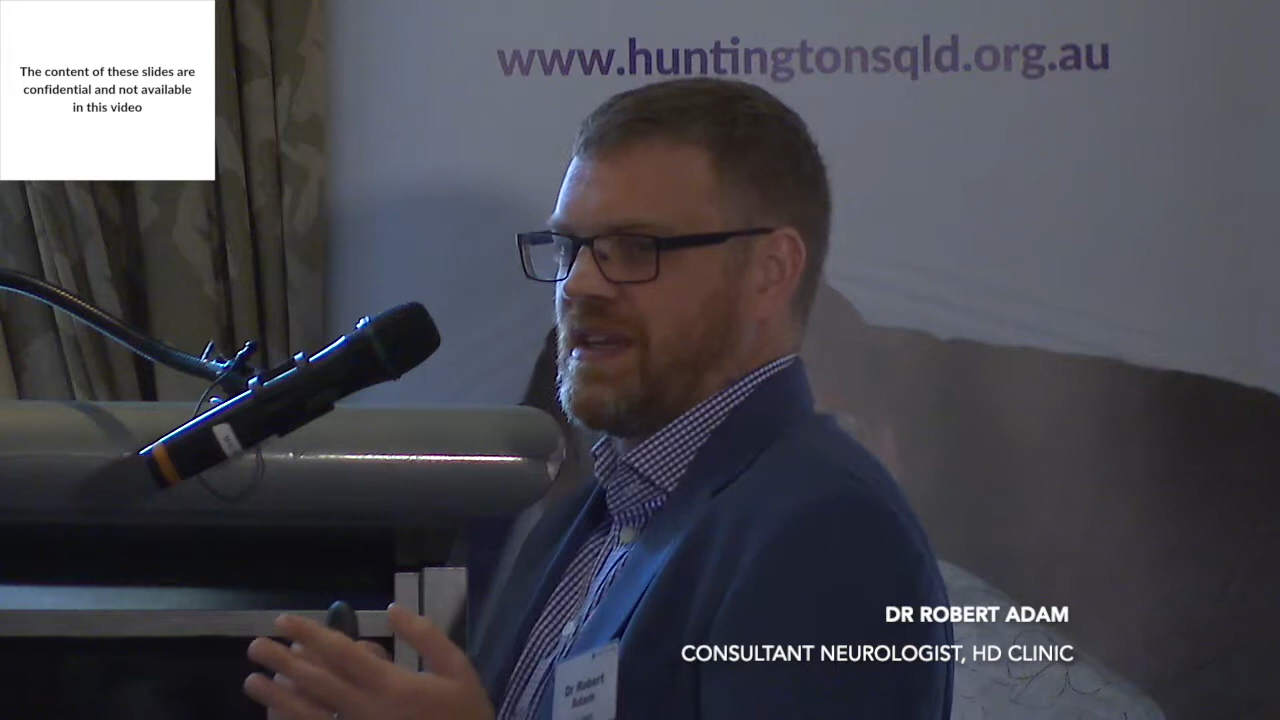 The content of these slides are
confidential and not available
in this video
www.huntingtonsqld.org.au
DR ROBERT ADAM
CONSULTANT NEUROLOGIST, HD CLINIC
Dr Robert
Adam